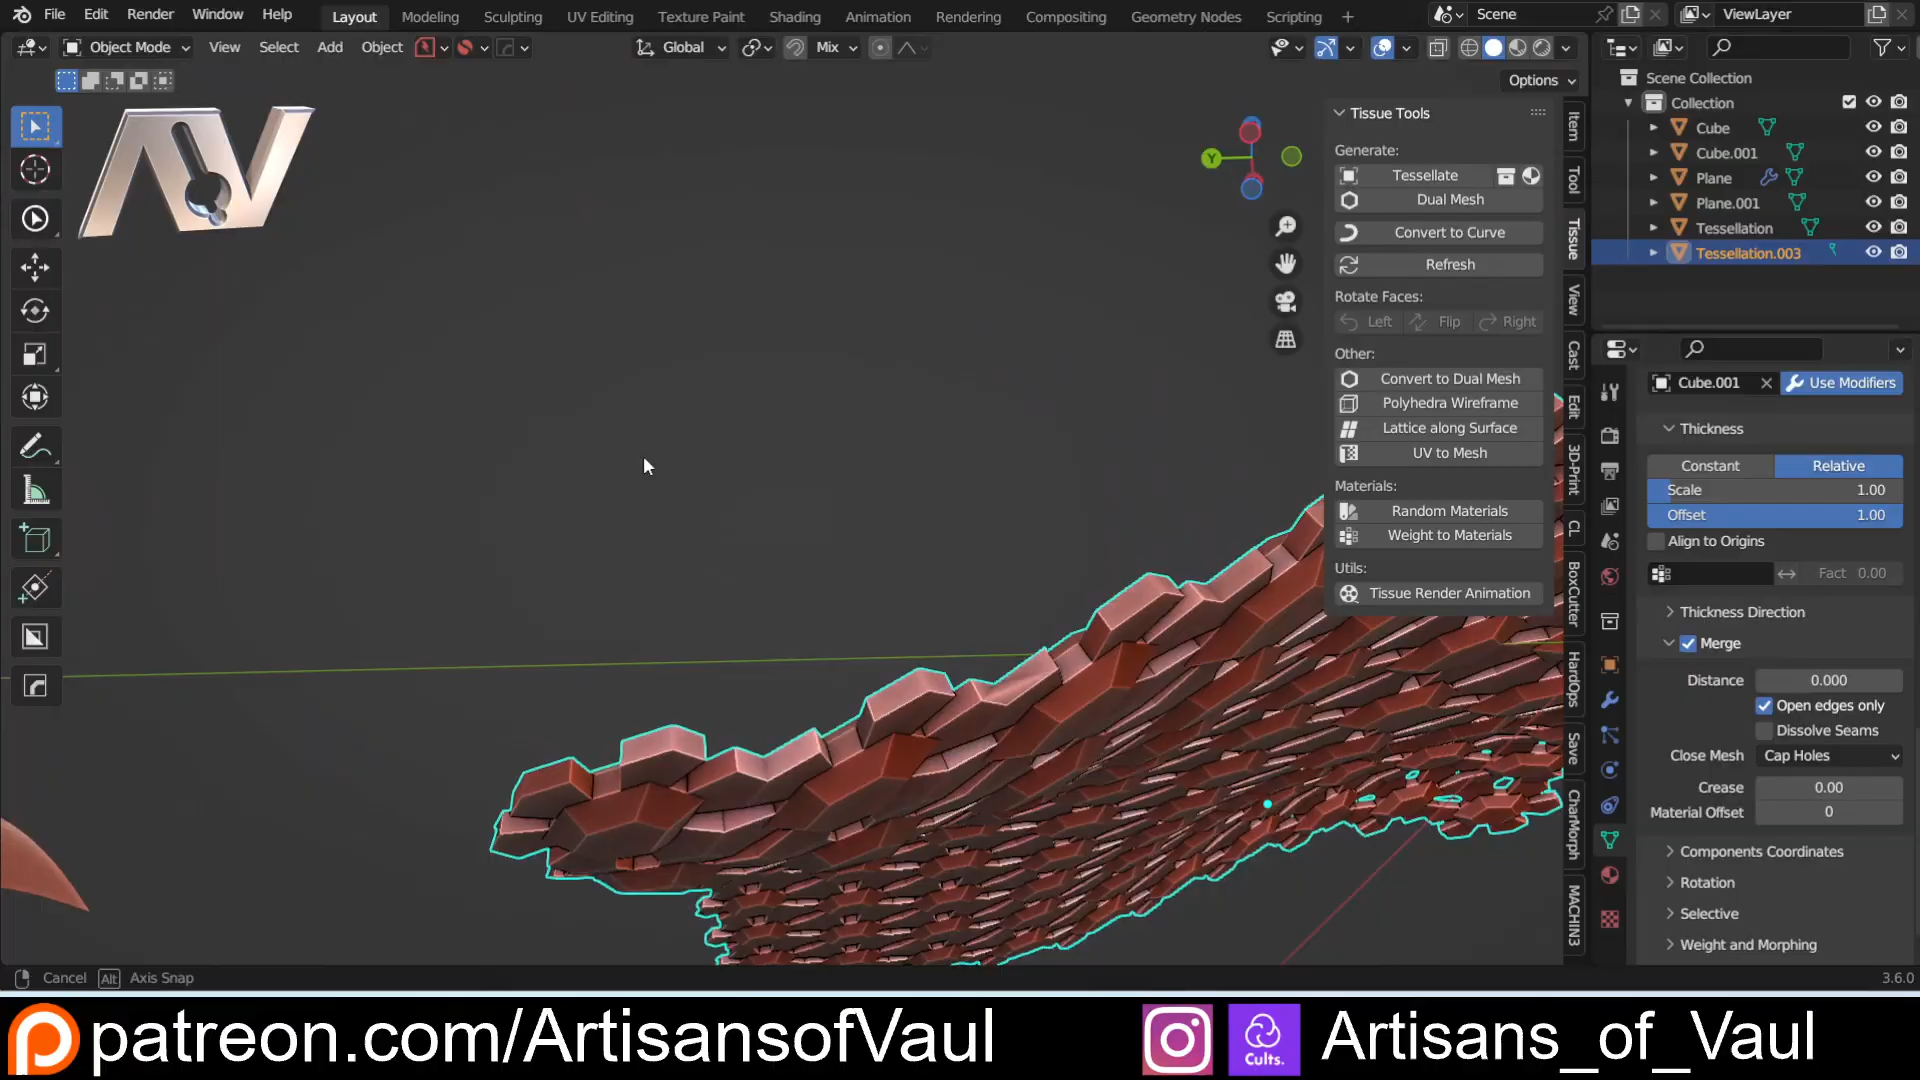 File Edit Render Window Help Layout Modeling Sculpting UV Editing Texture Paint Shading Animation Rendering Compositing Geometry Nodes Scripting + Scene ViewLayer
Object Mode View Select Add Object Global Mix
Options
AV
Y
Tissue Tools
Generate:
Tessellate
Dual Mesh
Convert to Curve
Refresh
Rotate Faces:
Left Flip Right
Other:
Convert to Dual Mesh
Polyhedra Wireframe
Lattice along Surface
UV to Mesh
Materials:
Random Materials
Weight to Materials
Utils:
Tissue Render Animation
Item
Tool
Tissue
View
Cast
Edit
3D-Print
CL
BoxCutter
HardOps
Save
CharMorph
MACHIN3
Scene Collection
Collection
Cube
Cube.001
Plane
Plane.001
Tessellation
Tessellation.003
Cube.001 Use Modifiers
Thickness
Constant Relative
Scale 1.00
Offset 1.00
Align to Origins
Fact 0.00
Thickness Direction
Merge
Distance 0.000
Open edges only
Dissolve Seams
Close Mesh Cap Holes
Crease 0.00
Material Offset 0
Components Coordinates
Rotation
Selective
Weight and Morphing
Cancel Alt Axis Snap 3.6.0
patreon.com/ArtisansofVaul Cults. Artisans_of_Vaul